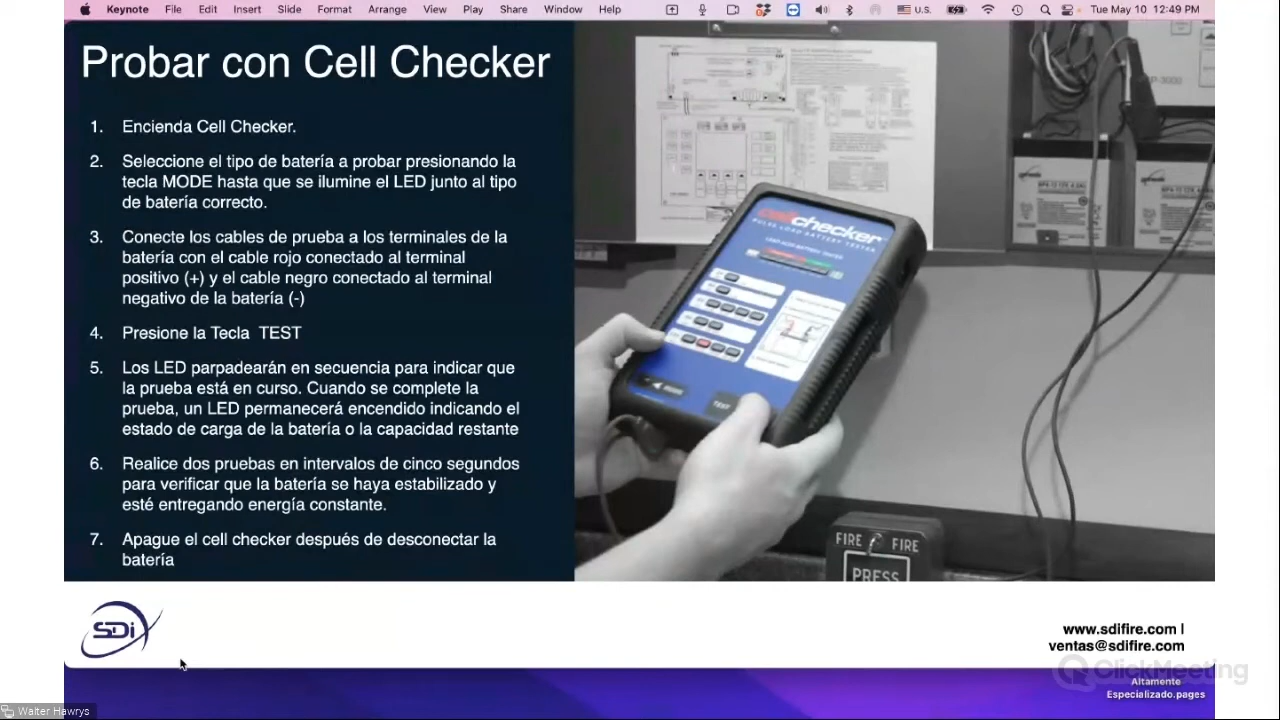 Keynote File Edit Insert Slide Format Arrange View Play Share Window Help U.S. Tue May 10 12:49 PM
Probar con Cell Checker
1. Encienda Cell Checker.
2. Seleccione el tipo de batería a probar presionando la
tecla MODE hasta que se ilumine el LED junto al tipo
de batería correcto.
3. Conecte los cables de prueba a los terminales de la
batería con el cable rojo conectado al terminal
positivo (+) y el cable negro conectado al terminal
negativo de la batería (-)
4. Presione la Tecla TEST
5. Los LED parpadearán en secuencia para indicar que
la prueba está en curso. Cuando se complete la
prueba, un LED permanecerá encendido indicando el
estado de carga de la batería o la capacidad restante
6. Realice dos pruebas en intervalos de cinco segundos
para verificar que la batería se haya estabilizado y
esté entregando energía constante.
7. Apague el cell checker después de desconectar la
batería
cellchecker
PULSE LOAD BATTERY TESTER
MODE
TEST
FIRE FIRE
PRESS
SDi
www.sdifire.com |
ventas@sdifire.com
ClickMeeting
Altamente
Especializado.pages
Walter Hawrys